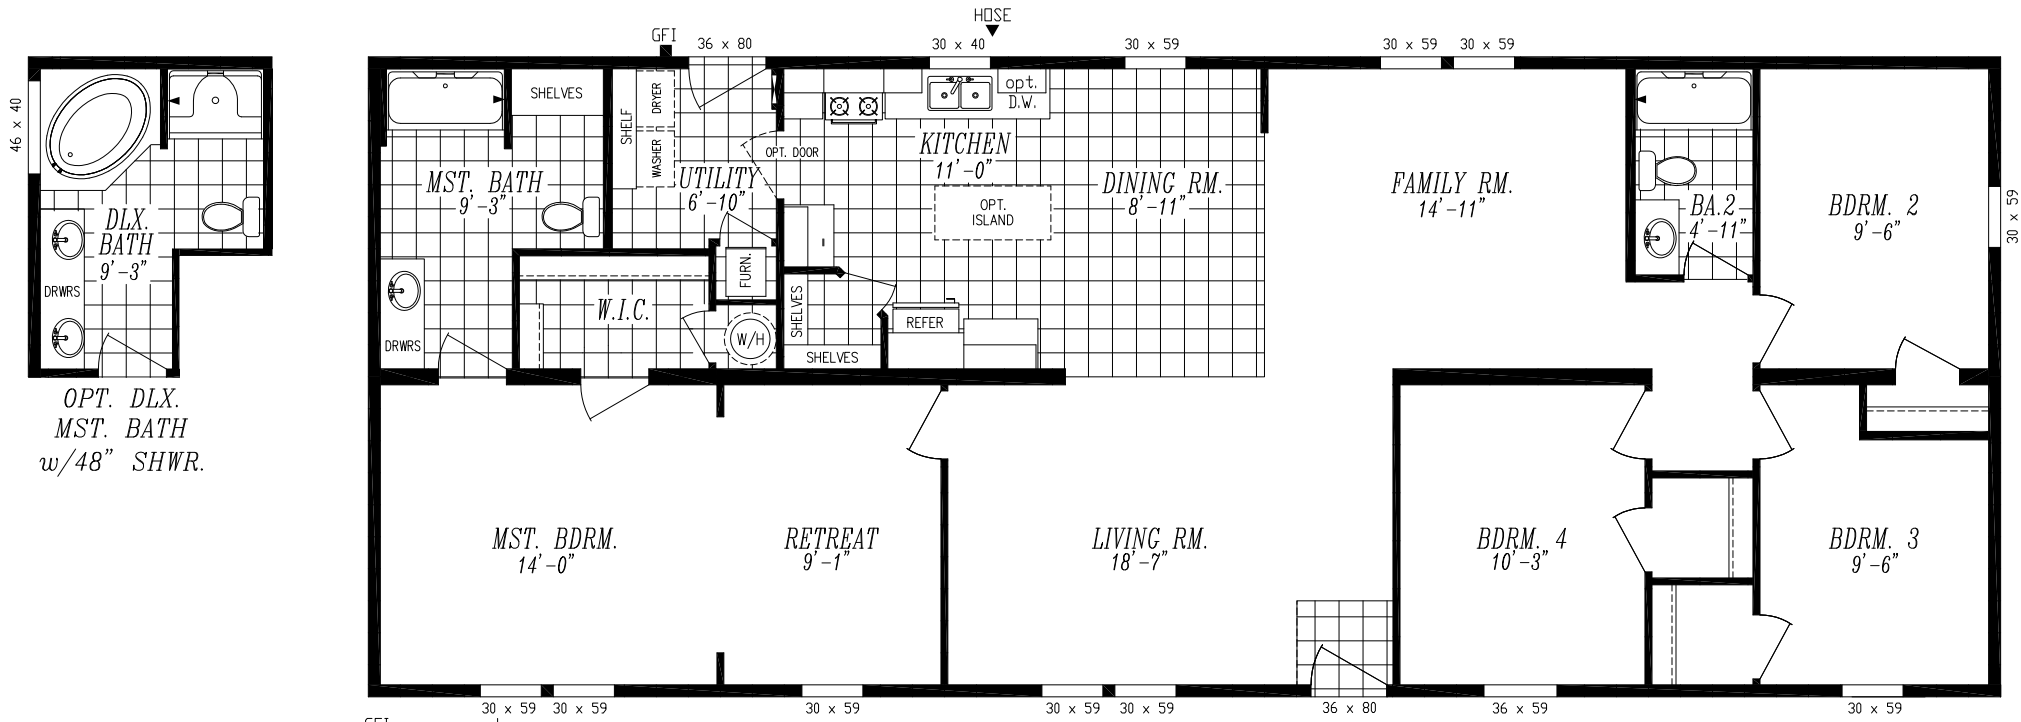 HOSE
GFI
36 x 80
30 x 40
30 x 59
30 x 59
30 x 59
46 x 40
SHELVES
SHELF
DRYER
WASHER
opt.
D.W.
OPT. DOOR
KITCHEN
11'-0"
MST. BATH
9'-3"
UTILITY
6'-10"
DINING RM.
8'-11"
FAMILY RM.
14'-11"
OPT.
ISLAND
BA.2
4'-11"
BDRM. 2
9'-6"
30 x 59
DLX.
BATH
9'-3"
DRWRS
FURN.
W.I.C.
SHELVES
REFER
W/H
DRWRS
SHELVES
OPT. DLX.
MST. BATH
w/48" SHWR.
MST. BDRM.
14'-0"
RETREAT
9'-1"
LIVING RM.
18'-7"
BDRM. 4
10'-3"
BDRM. 3
9'-6"
30 x 59
30 x 59
30 x 59
30 x 59
30 x 59
36 x 80
36 x 59
30 x 59
GFI